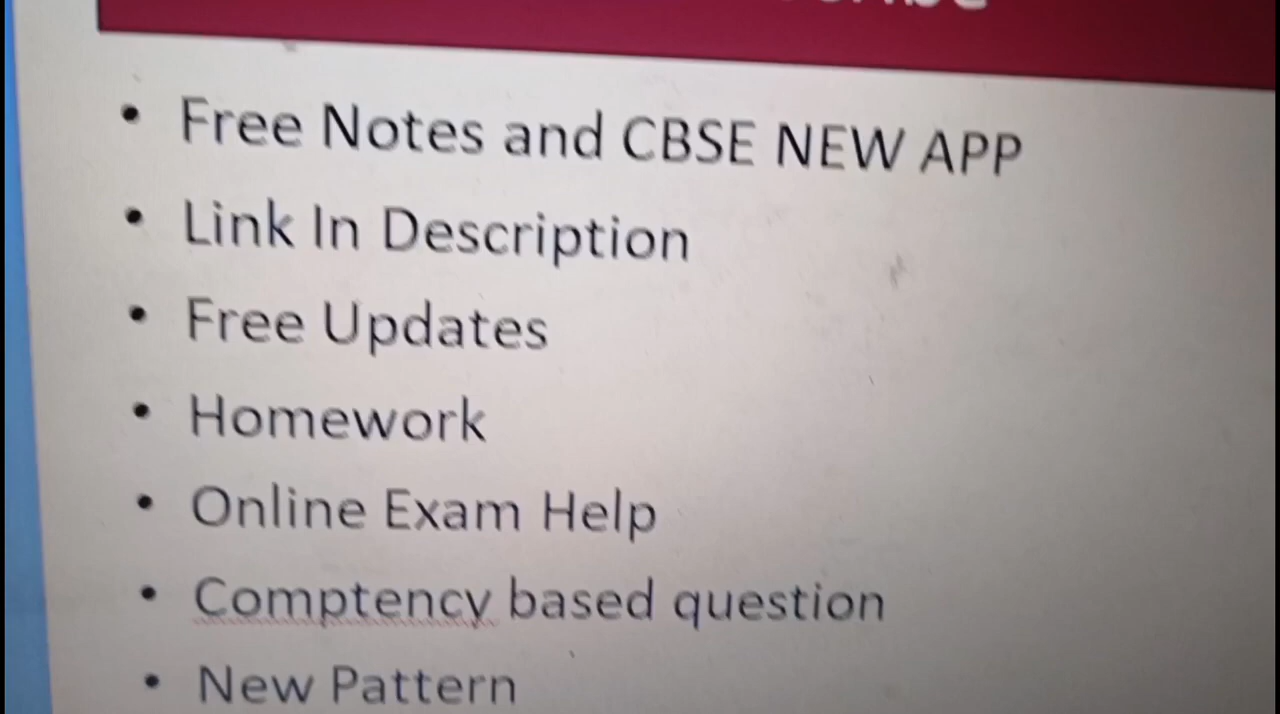 • Free Notes and CBSE NEW APP
• Link In Description
• Free Updates
• Homework
• Online Exam Help
• Comptency based question
• New Pattern